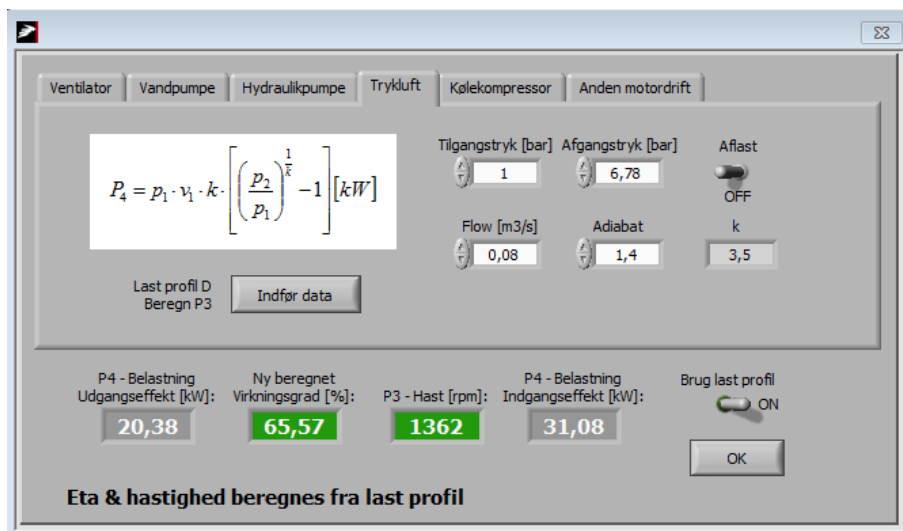 Ventilator Vandpumpe Hydraulikpumpe Trykluft Kølekompressor Anden motordrift
P₄ = p₁ · v₁ · k · [(p₂/p₁)^(1/k) − 1] [kW]
Tilgangstryk [bar] Afgangstryk [bar] Aflast
1 6,78
OFF
Flow [m3/s] Adiabat k
0,08 1,4 3,5
Last profil D
Beregn P3
Indfør data
P4 - Belastning
Udgangseffekt [kW]:
20,38
Ny beregnet
Virkningsgrad [%]:
65,57
P3 - Hast [rpm]:
1362
P4 - Belastning
Indgangseffekt [kW]:
31,08
Brug last profil
ON
OK
Eta & hastighed beregnes fra last profil